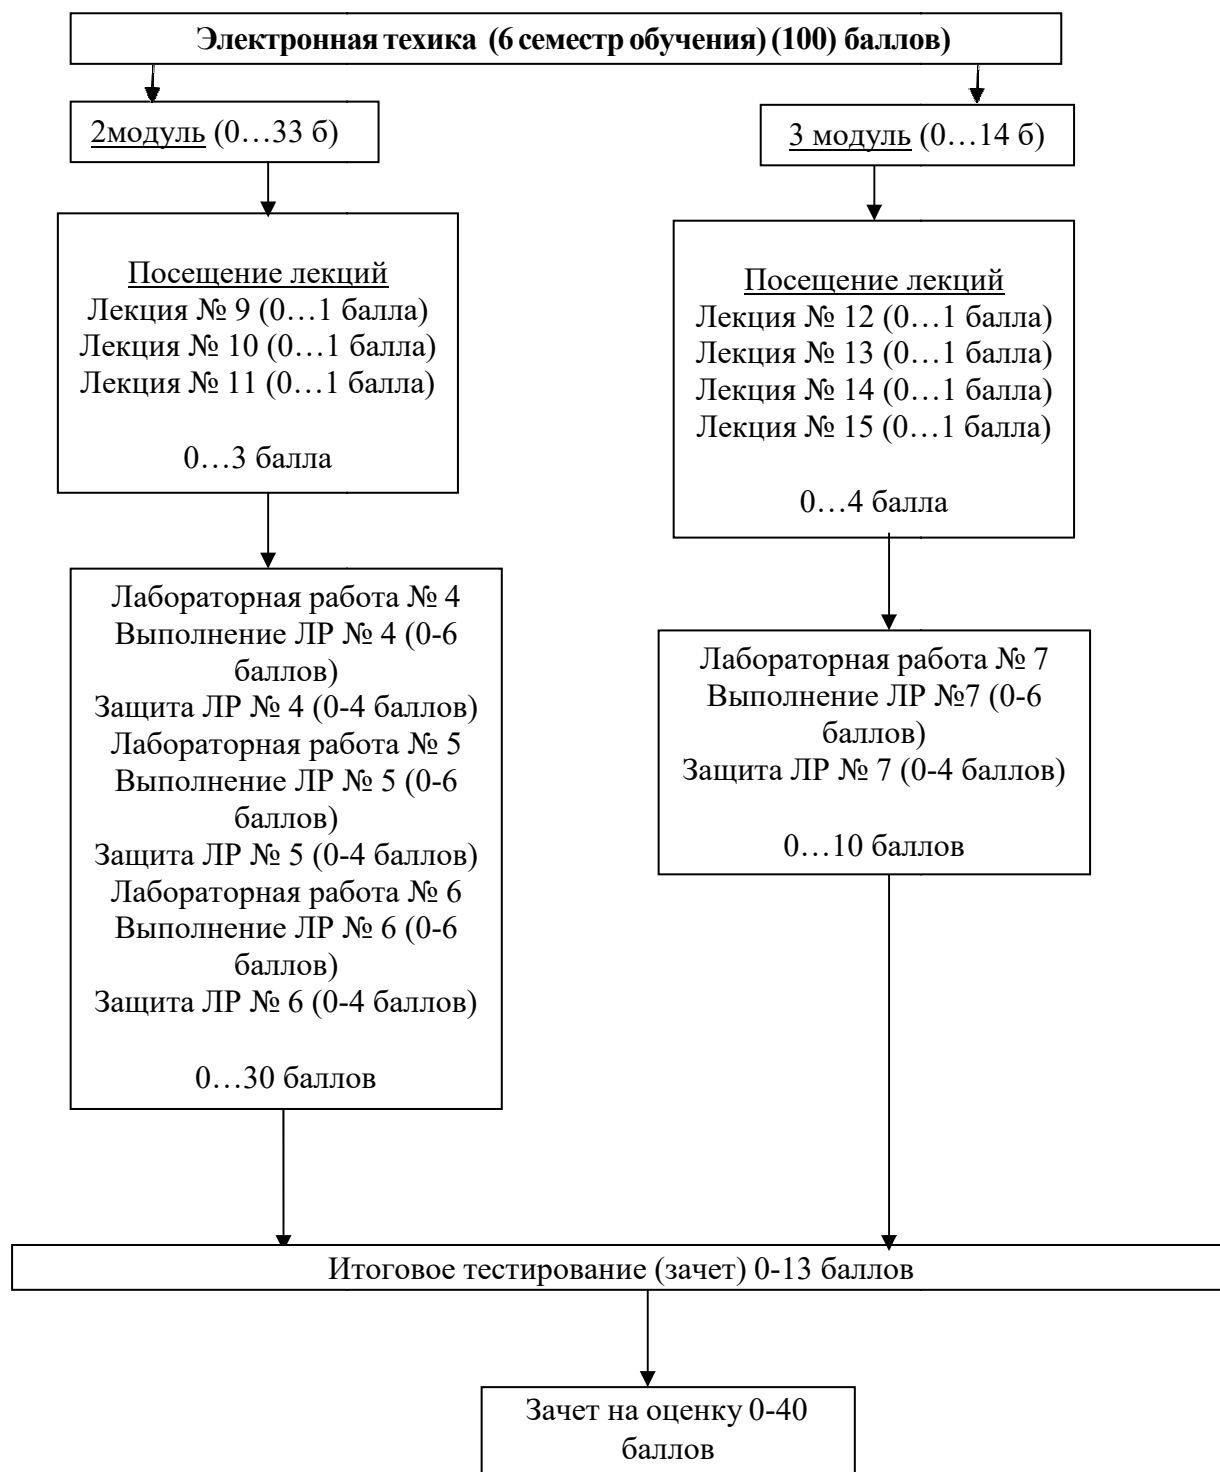 Электронная техика (6 семестр обучения) (100) баллов)
2модуль (0…33 б)
3 модуль (0…14 б)
Посещение лекций
Лекция № 9 (0…1 балла)
Лекция № 10 (0…1 балла)
Лекция № 11 (0…1 балла)
0…3 балла
Посещение лекций
Лекция № 12 (0…1 балла)
Лекция № 13 (0…1 балла)
Лекция № 14 (0…1 балла)
Лекция № 15 (0…1 балла)
0…4 балла
Лабораторная работа № 4
Выполнение ЛР № 4 (0-6
баллов)
Защита ЛР № 4 (0-4 баллов)
Лабораторная работа № 5
Выполнение ЛР № 5 (0-6
баллов)
Защита ЛР № 5 (0-4 баллов)
Лабораторная работа № 6
Выполнение ЛР № 6 (0-6
баллов)
Защита ЛР № 6 (0-4 баллов)
0…30 баллов
Лабораторная работа № 7
Выполнение ЛР №7 (0-6
баллов)
Защита ЛР № 7 (0-4 баллов)
0…10 баллов
Итоговое тестирование (зачет) 0-13 баллов
Зачет на оценку 0-40
баллов